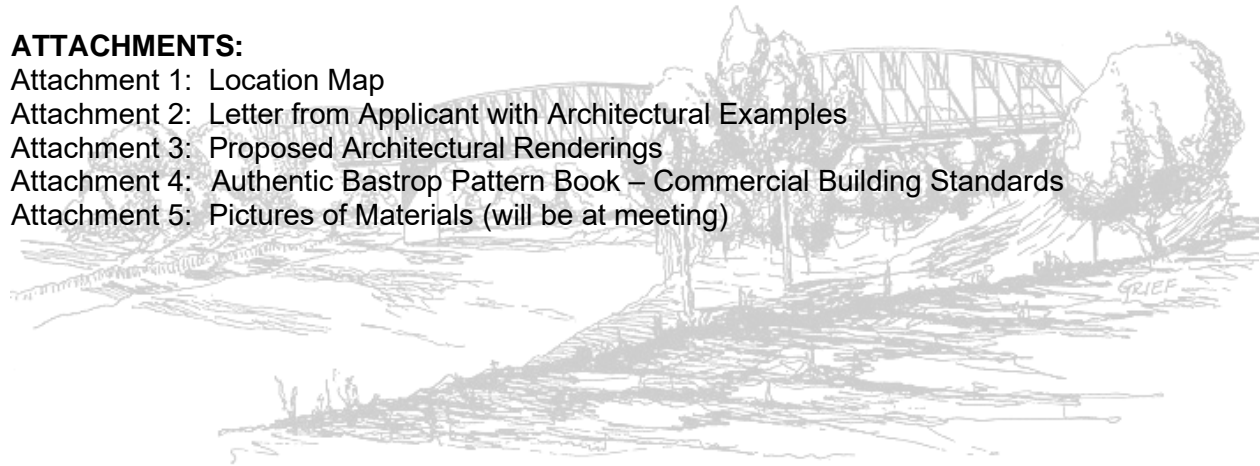 ATTACHMENTS:
Attachment 1: Location Map
Attachment 2: Letter from Applicant with Architectural Examples
Attachment 3: Proposed Architectural Renderings
Attachment 4: Authentic Bastrop Pattern Book – Commercial Building Standards
Attachment 5: Pictures of Materials (will be at meeting)
GRIEF